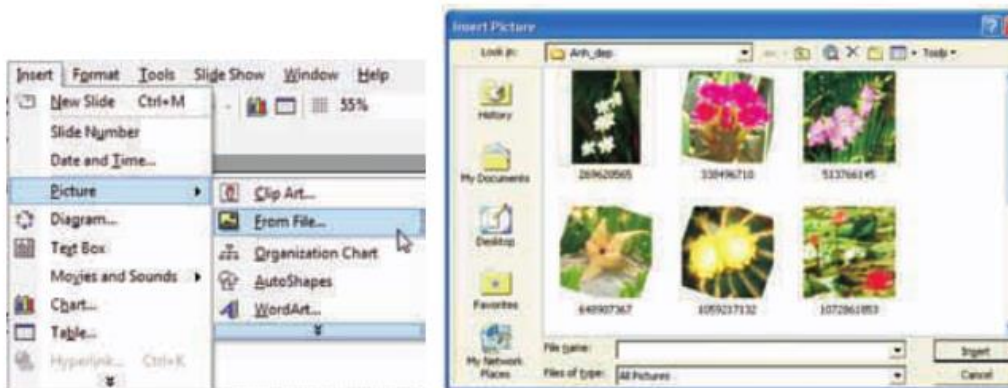 Insert Format Tools Slide Show Window Help
New Slide Ctrl+M
55%
Slide Number
Date and Time...
Picture
Diagram...
Text Box
Movies and Sounds
Chart...
Table...
Hyperlink... Ctrl+K
Clip Art...
From File...
Organization Chart
AutoShapes
WordArt...
Insert Picture
Look in: Anh_dep Tools
History
My Documents
Desktop
Favorites
My Network Places
269620565 338496710 513766145
648907367 1059217132 1072861853
File name: Insert
Files of type: All Pictures Cancel